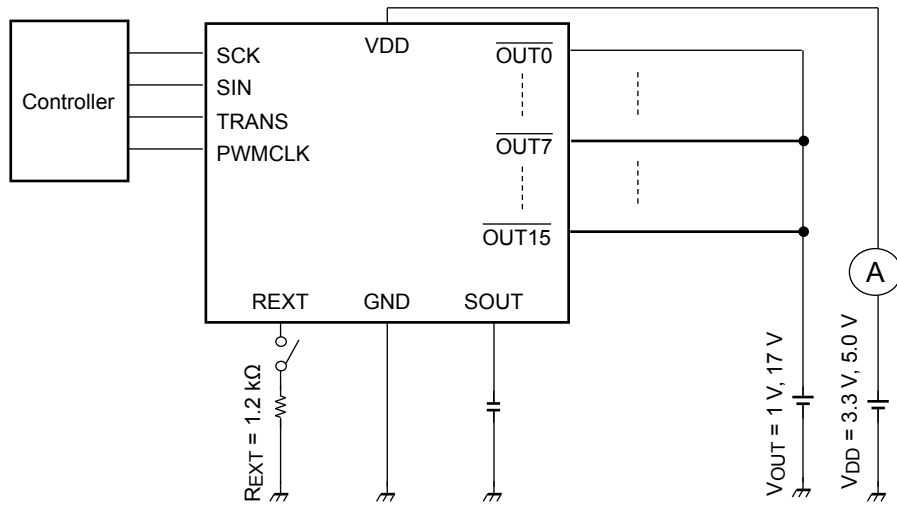 VDD
Controller
SCK
SIN
TRANS
PWMCLK
OUT0
OUT7
OUT15
A
REXT
GND
SOUT
REXT = 1.2 kΩ
VOUT = 1 V, 17 V
VDD = 3.3 V, 5.0 V